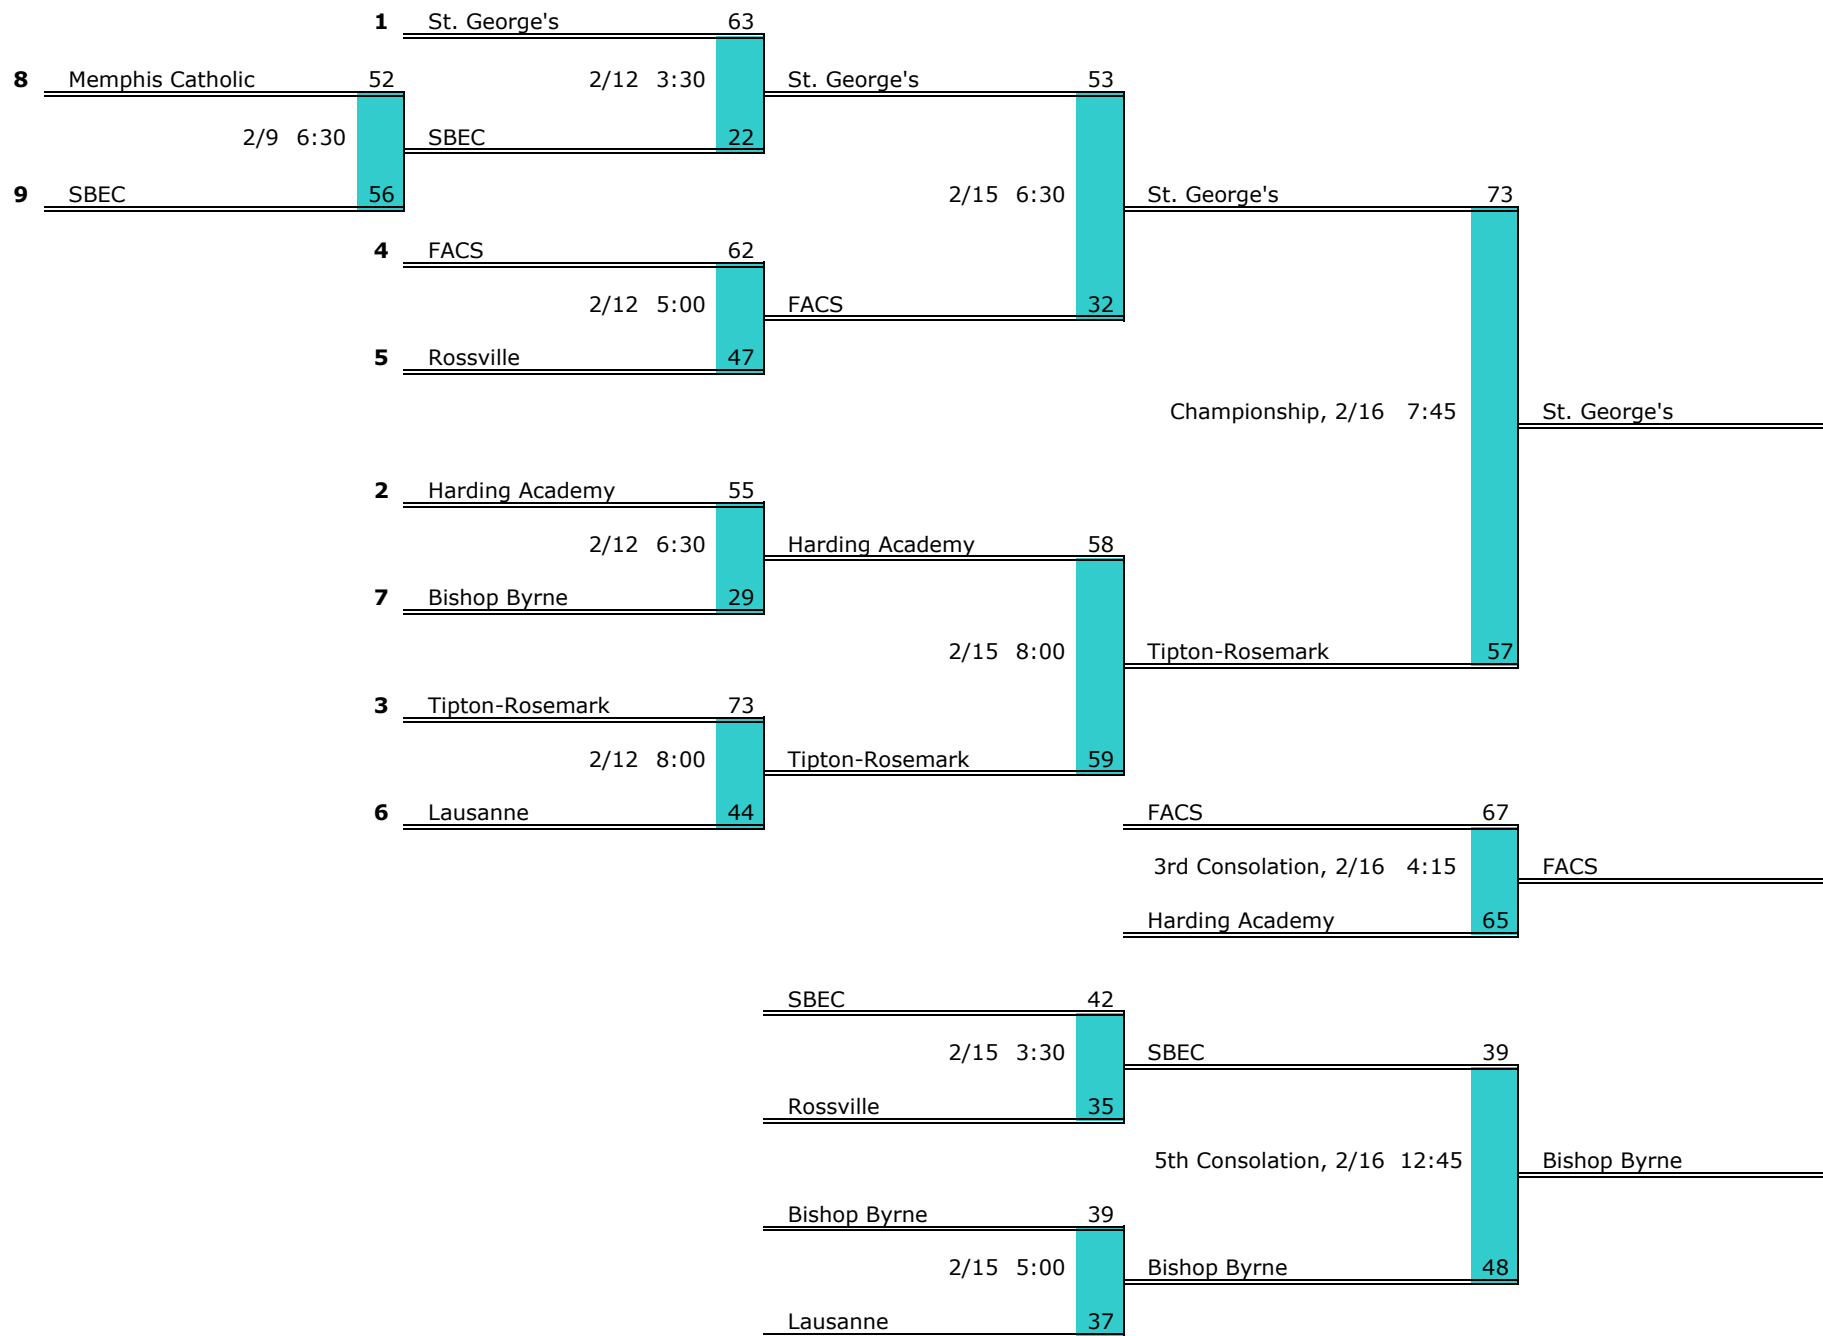 1 St. George's 63
8 Memphis Catholic 52 2/12 3:30 St. George's 53
2/9 6:30 SBEC 22
9 SBEC 56 2/15 6:30 St. George's 73
4 FACS 62
2/12 5:00 FACS 32
5 Rossville 47
Championship, 2/16 7:45 St. George's
2 Harding Academy 55
2/12 6:30 Harding Academy 58
7 Bishop Byrne 29
2/15 8:00 Tipton-Rosemark 57
3 Tipton-Rosemark 73
2/12 8:00 Tipton-Rosemark 59
6 Lausanne 44 FACS 67
3rd Consolation, 2/16 4:15 FACS
Harding Academy 65
SBEC 42
2/15 3:30 SBEC 39
Rossville 35
5th Consolation, 2/16 12:45 Bishop Byrne
Bishop Byrne 39
2/15 5:00 Bishop Byrne 48
Lausanne 37